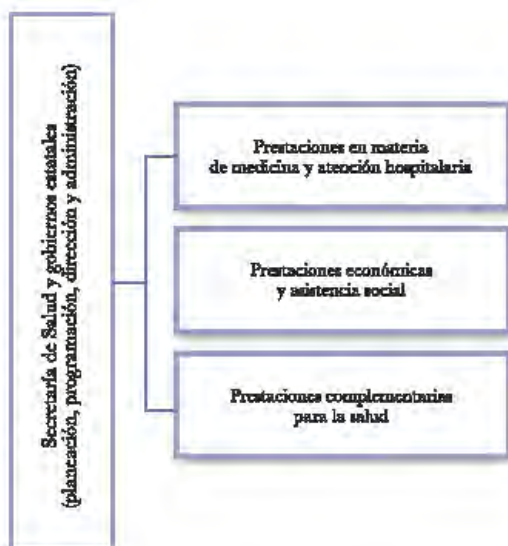 Secretaría de Salud y gobiernos estatales
(planeación, programación, dirección y administración)
Prestaciones en materia
de medicina y atención hospitalaria
Prestaciones económicas
y asistencia social
Prestaciones complementarias
para la salud